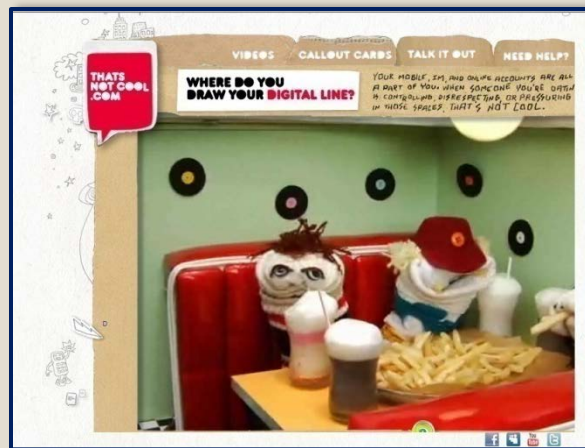 VIDEOS
CALLOUT CARDS
TALK IT OUT
NEED HELP?
THATS
NOT COOL
.COM
WHERE DO YOU
DRAW YOUR DIGITAL LINE?
YOUR MOBILE, IM, AND ONLINE ACCOUNTS ARE ALL
A PART OF YOU. WHEN SOMEONE YOU'RE DATIN
IS CONTROLLING, DISRESPECTING, OR PRESSURING
IN THOSE SPACES, THAT'S NOT COOL.